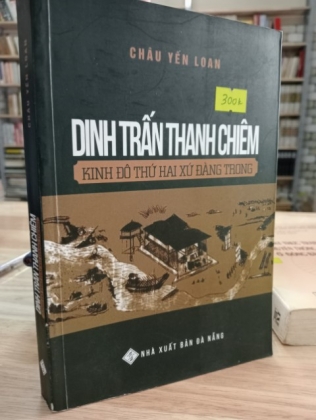 CHÂU YẾN LOAN
300k
DINH TRẤN THANH CHIÊM
KINH ĐÔ THỨ HAI XỨ ĐÀNG TRONG
NHÀ XUẤT BẢN ĐÀ NẴNG
DINH TRẤN THANH CHIÊM